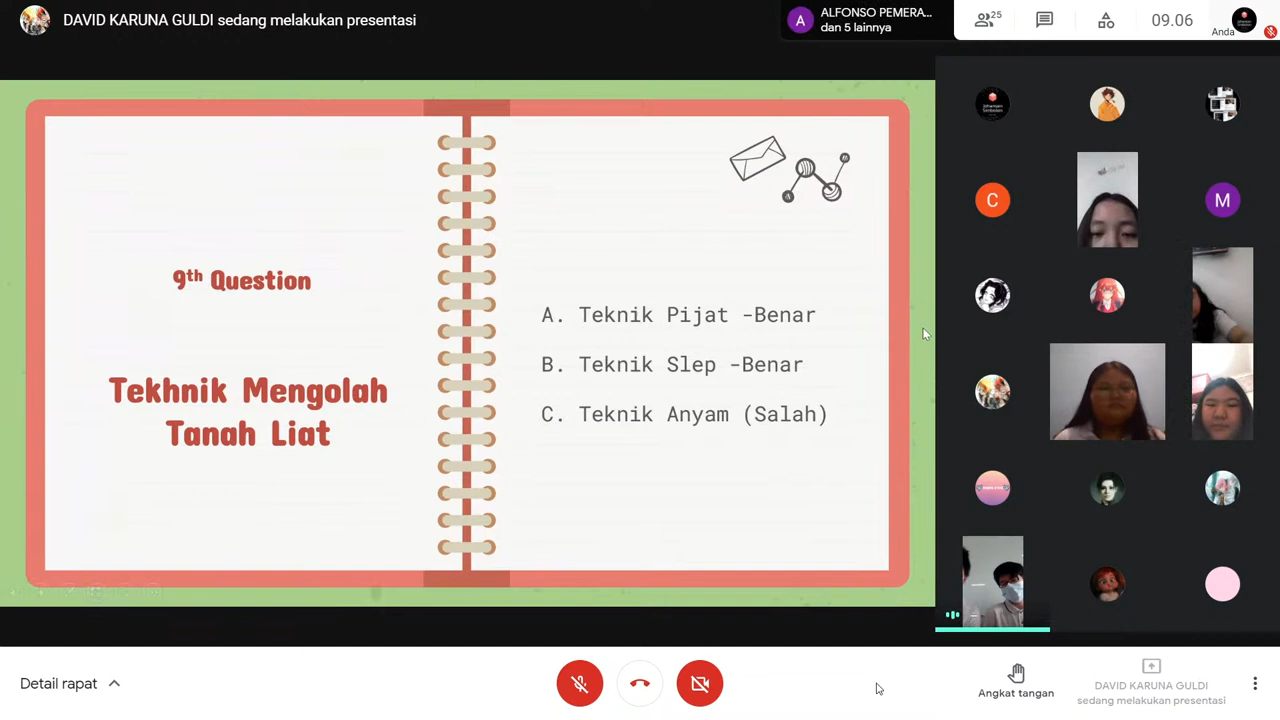 DAVID KARUNA GULDI sedang melakukan presentasi
A
ALFONSO PEMERA...
dan 5 lainnya
25
09.06
Anda
9th Question
Tekhnik Mengolah
Tanah Liat
A. Teknik Pijat -Benar
B. Teknik Slep -Benar
C. Teknik Anyam (Salah)
C
M
Detail rapat
Angkat tangan
DAVID KARUNA GULDI
sedang melakukan presentasi